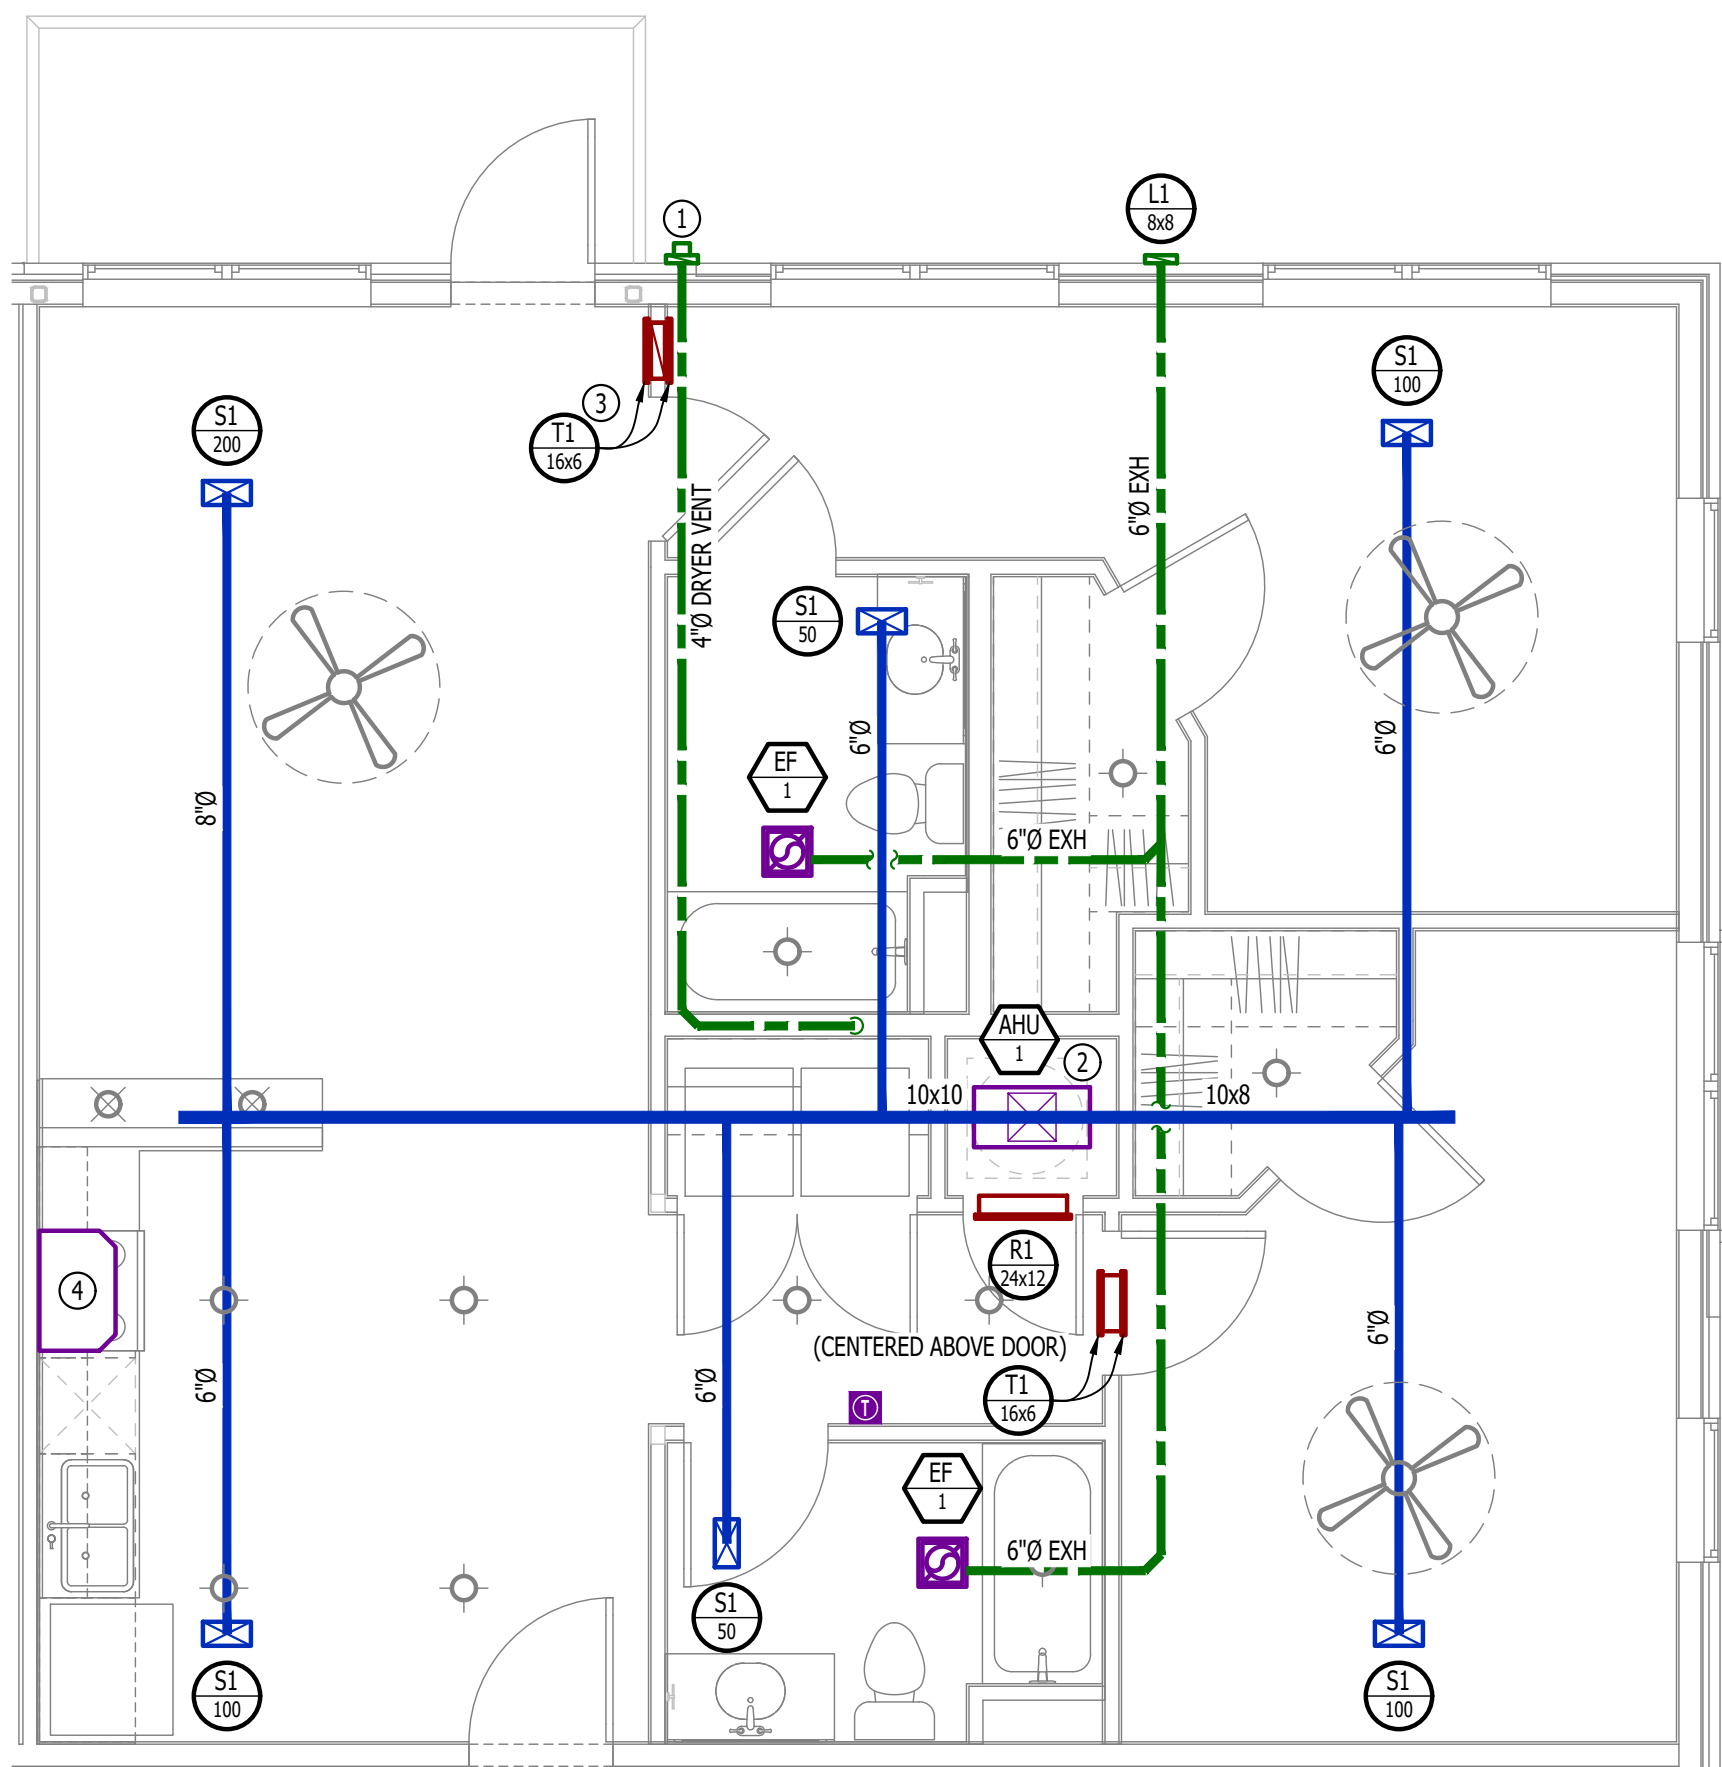 1
L1
8x8
S1
100
S1
200
3
T1
16x6
4"Ø DRYER VENT
6"Ø EXH
S1
50
6"Ø
6"Ø
EF
1
8"Ø
6"Ø EXH
AHU
1
2
10x10
10x8
R1
24x12
4
(CENTERED ABOVE DOOR)
6"Ø
6"Ø
6"Ø
T1
16x6
T
EF
1
6"Ø EXH
S1
50
S1
100
S1
100